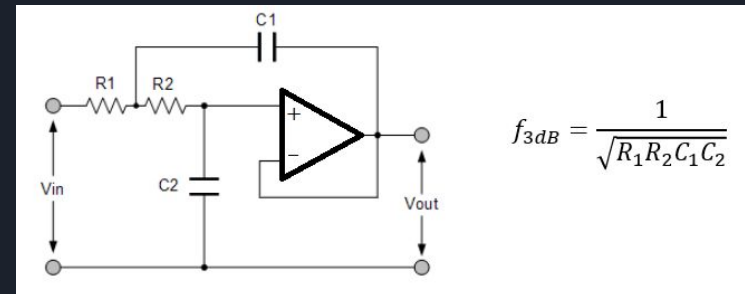 C1
R1 R2
+
−
C2
Vin
Vout
f3dB = 1 / √R1R2C1C2